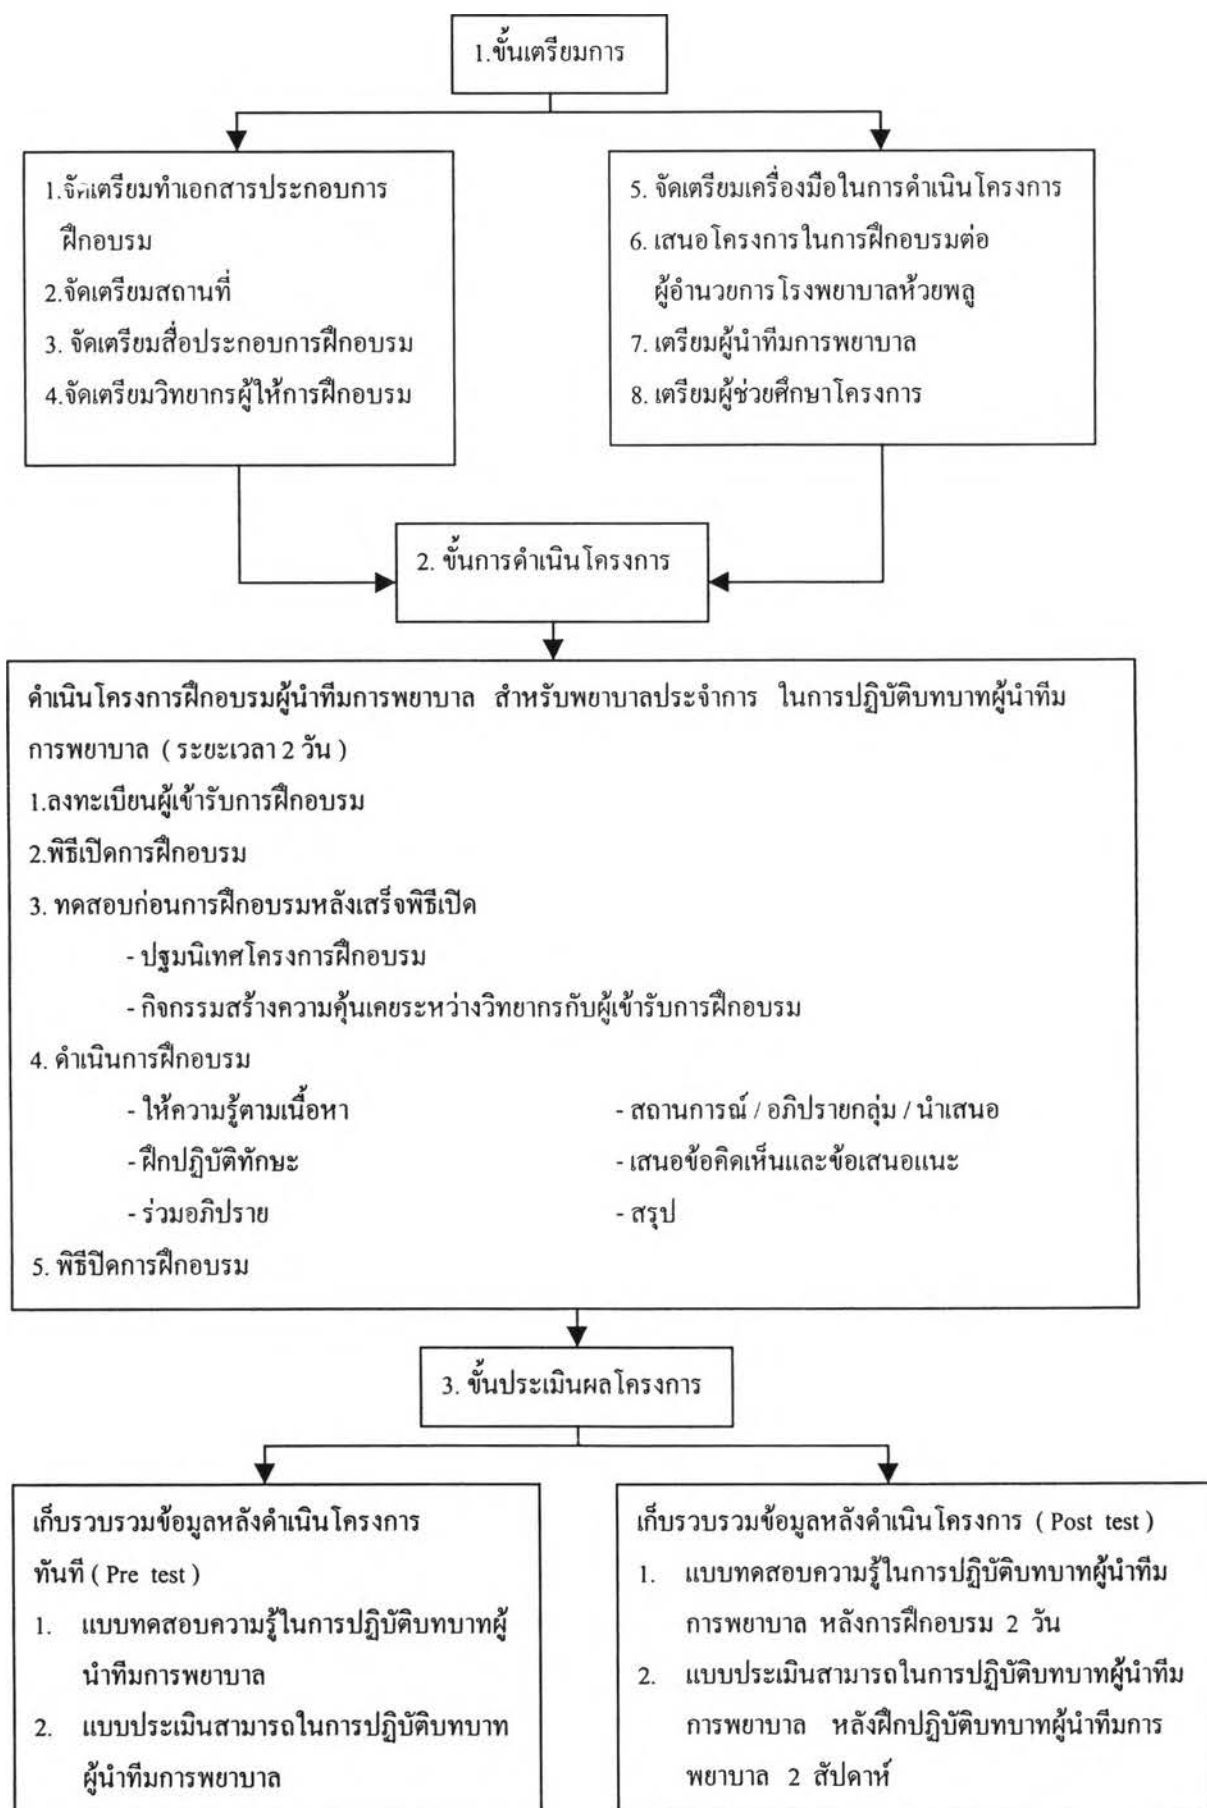 1.ขั้นเตรียมการ
1.จัดเตรียมทำเอกสารประกอบการ
ฝึกอบรม
2.จัดเตรียมสถานที่
3. จัดเตรียมสื่อประกอบการฝึกอบรม
4.จัดเตรียมวิทยากรผู้ให้การฝึกอบรม
5. จัดเตรียมเครื่องมือในการดำเนินโครงการ
6. เสนอโครงการในการฝึกอบรมต่อ
ผู้อำนวยการโรงพยาบาลห้วยพลู
7. เตรียมผู้นำทีมการพยาบาล
8. เตรียมผู้ช่วยศึกษาโครงการ
2. ขั้นการดำเนินโครงการ
ดำเนินโครงการฝึกอบรมผู้นำทีมการพยาบาล สำหรับพยาบาลประจำการ ในการปฏิบัติบทบาทผู้นำทีม
การพยาบาล ( ระยะเวลา 2 วัน )
1.ลงทะเบียนผู้เข้ารับการฝึกอบรม
2.พิธีเปิดการฝึกอบรม
3. ทดสอบก่อนการฝึกอบรมหลังเสร็จพิธีเปิด
- ปฐมนิเทศโครงการฝึกอบรม
- กิจกรรมสร้างความคุ้นเคยระหว่างวิทยากรกับผู้เข้ารับการฝึกอบรม
4. ดำเนินการฝึกอบรม
- ให้ความรู้ตามเนื้อหา - สถานการณ์ / อภิปรายกลุ่ม / นำเสนอ
- ฝึกปฏิบัติทักษะ - เสนอข้อคิดเห็นและข้อเสนอแนะ
- ร่วมอภิปราย - สรุป
5. พิธีปิดการฝึกอบรม
3. ขั้นประเมินผลโครงการ
เก็บรวบรวมข้อมูลหลังดำเนินโครงการ
ทันที ( Pre test )
1. แบบทดสอบความรู้ในการปฏิบัติบทบาทผู้
นำทีมการพยาบาล
2. แบบประเมินสามารถในการปฏิบัติบทบาท
ผู้นำทีมการพยาบาล
เก็บรวบรวมข้อมูลหลังดำเนินโครงการ ( Post test )
1. แบบทดสอบความรู้ในการปฏิบัติบทบาทผู้นำทีม
การพยาบาล หลังการฝึกอบรม 2 วัน
2. แบบประเมินสามารถในการปฏิบัติบทบาทผู้นำทีม
การพยาบาล หลังฝึกปฏิบัติบทบาทผู้นำทีมการ
พยาบาล 2 สัปดาห์